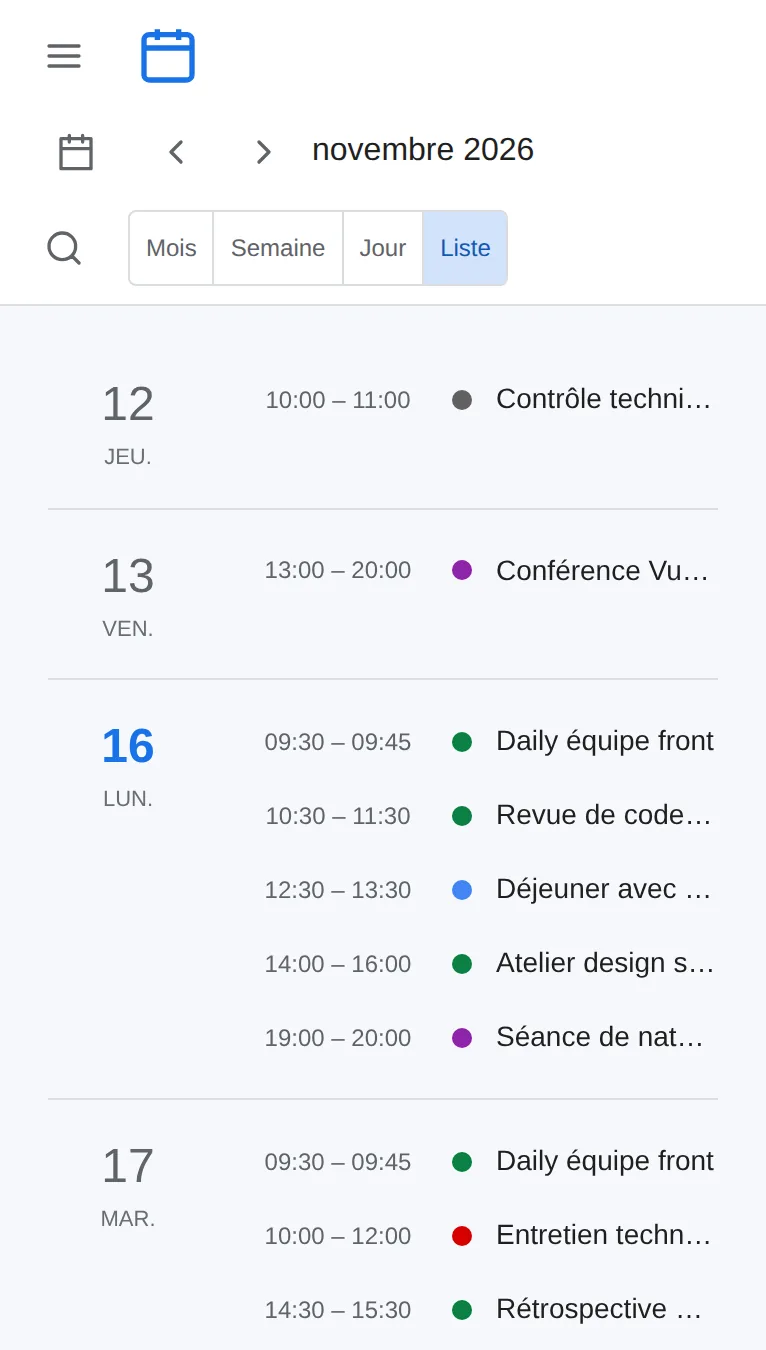 novembre 2026
Mois Semaine Jour Liste
12 10:00 – 11:00 Contrôle techni…
JEU.
13 13:00 – 20:00 Conférence Vu…
VEN.
16 09:30 – 09:45 Daily équipe front
LUN.
10:30 – 11:30 Revue de code…
12:30 – 13:30 Déjeuner avec …
14:00 – 16:00 Atelier design s…
19:00 – 20:00 Séance de nat…
17 09:30 – 09:45 Daily équipe front
MAR.
10:00 – 12:00 Entretien techn…
14:30 – 15:30 Rétrospective …